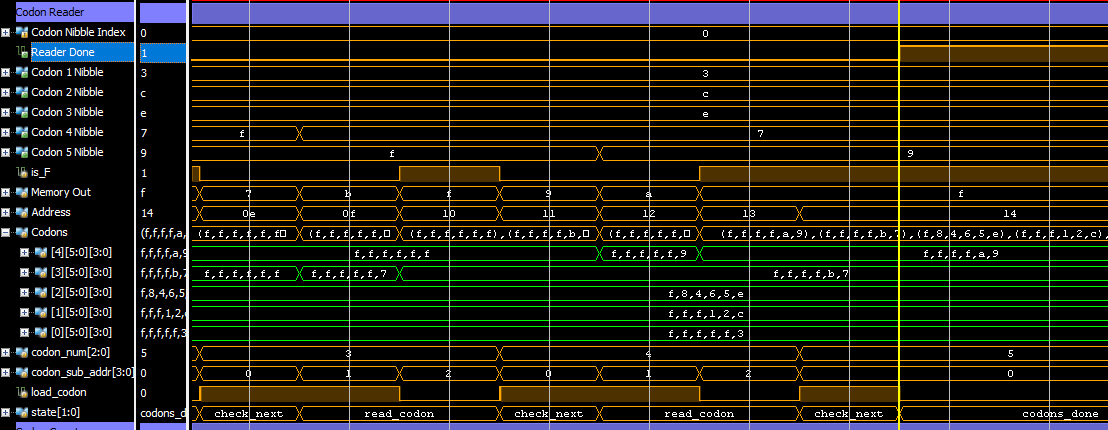 Codon Reader
Codon Nibble Index 0 0
Reader Done 1
Codon 1 Nibble 3 3
Codon 2 Nibble c c
Codon 3 Nibble e e
Codon 4 Nibble 7 f 7
Codon 5 Nibble 9 f 9
is_F 1
Memory Out f 7 b f 9 a f
Address 14 0e 0f 10 11 12 13 14
Codons (f,f,f,f,a, (f,f,f,f,f,f (f,f,f,f,f, (f,f,f,f,f,f),(f,f,f,f,b, (f,f,f,f,f, (f,f,f,f,a,9),(f,f,f,f,b,7),(f,8,4,6,5,e),(f,f,f,1,2,c),
[4][5:0][3:0] f,f,f,f,a,9 f,f,f,f,f,f f,f,f,f,f,9 f,f,f,f,a,9
[3][5:0][3:0] f,f,f,f,b,7 f,f,f,f,f,f f,f,f,f,f,7 f,f,f,f,b,7
[2][5:0][3:0] f,8,4,6,5, f,8,4,6,5,e
[1][5:0][3:0] f,f,f,1,2, f,f,f,1,2,c
[0][5:0][3:0] f,f,f,f,f,3 f,f,f,f,f,3
codon_num[2:0] 5 3 4 5
codon_sub_addr[3:0] 0 0 1 2 0 1 2 0
load_codon 0
state[1:0] codons_d check_next read_codon check_next read_codon check_next codons_done